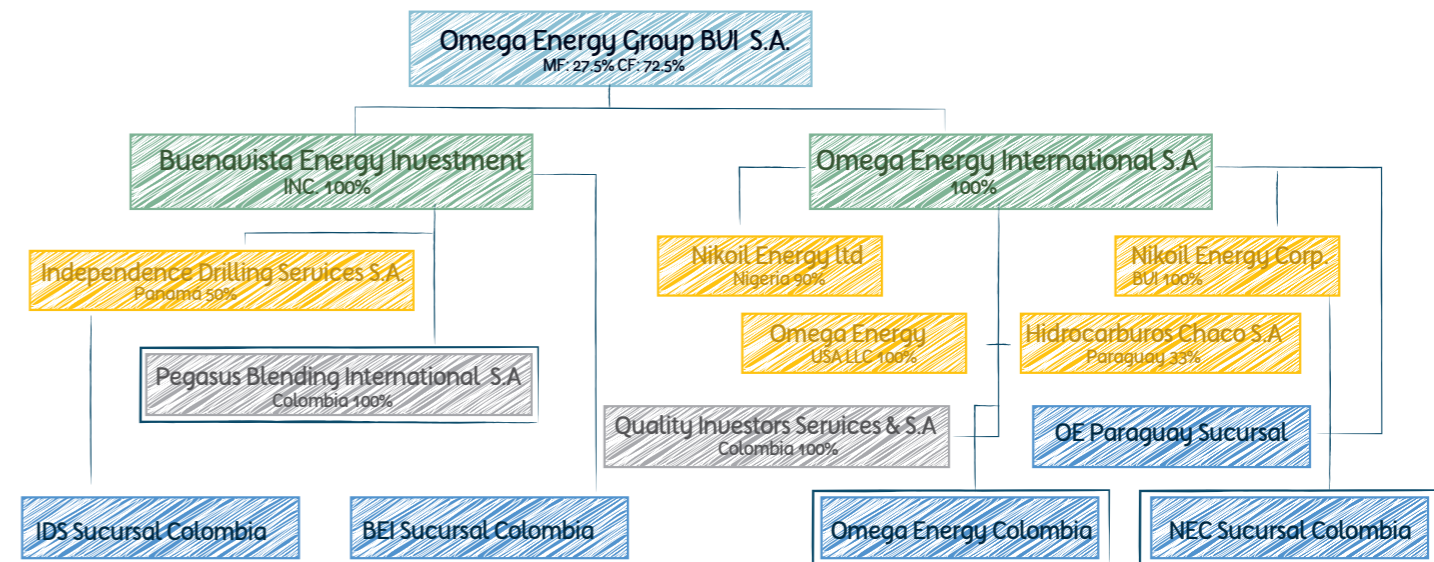 Omega Energy Group BVI S.A.
MF: 27.5% CF: 72.5%
Buenavista Energy Investment
INC. 100%
Omega Energy International S.A
100%
Independence Drilling Services S.A.
Panamá 50%
Nikoil Energy ltd
Nigeria 90%
Nikoil Energy Corp.
BVI 100%
Omega Energy
USA LLC 100%
Hidrocarburos Chaco S.A
Paraguay 33%
Pegasus Blending International S.A
Colombia 100%
Quality Investors Services & S.A
Colombia 100%
OE Paraguay Sucursal
IDS Sucursal Colombia
BEI Sucursal Colombia
Omega Energy Colombia
NEC Sucursal Colombia